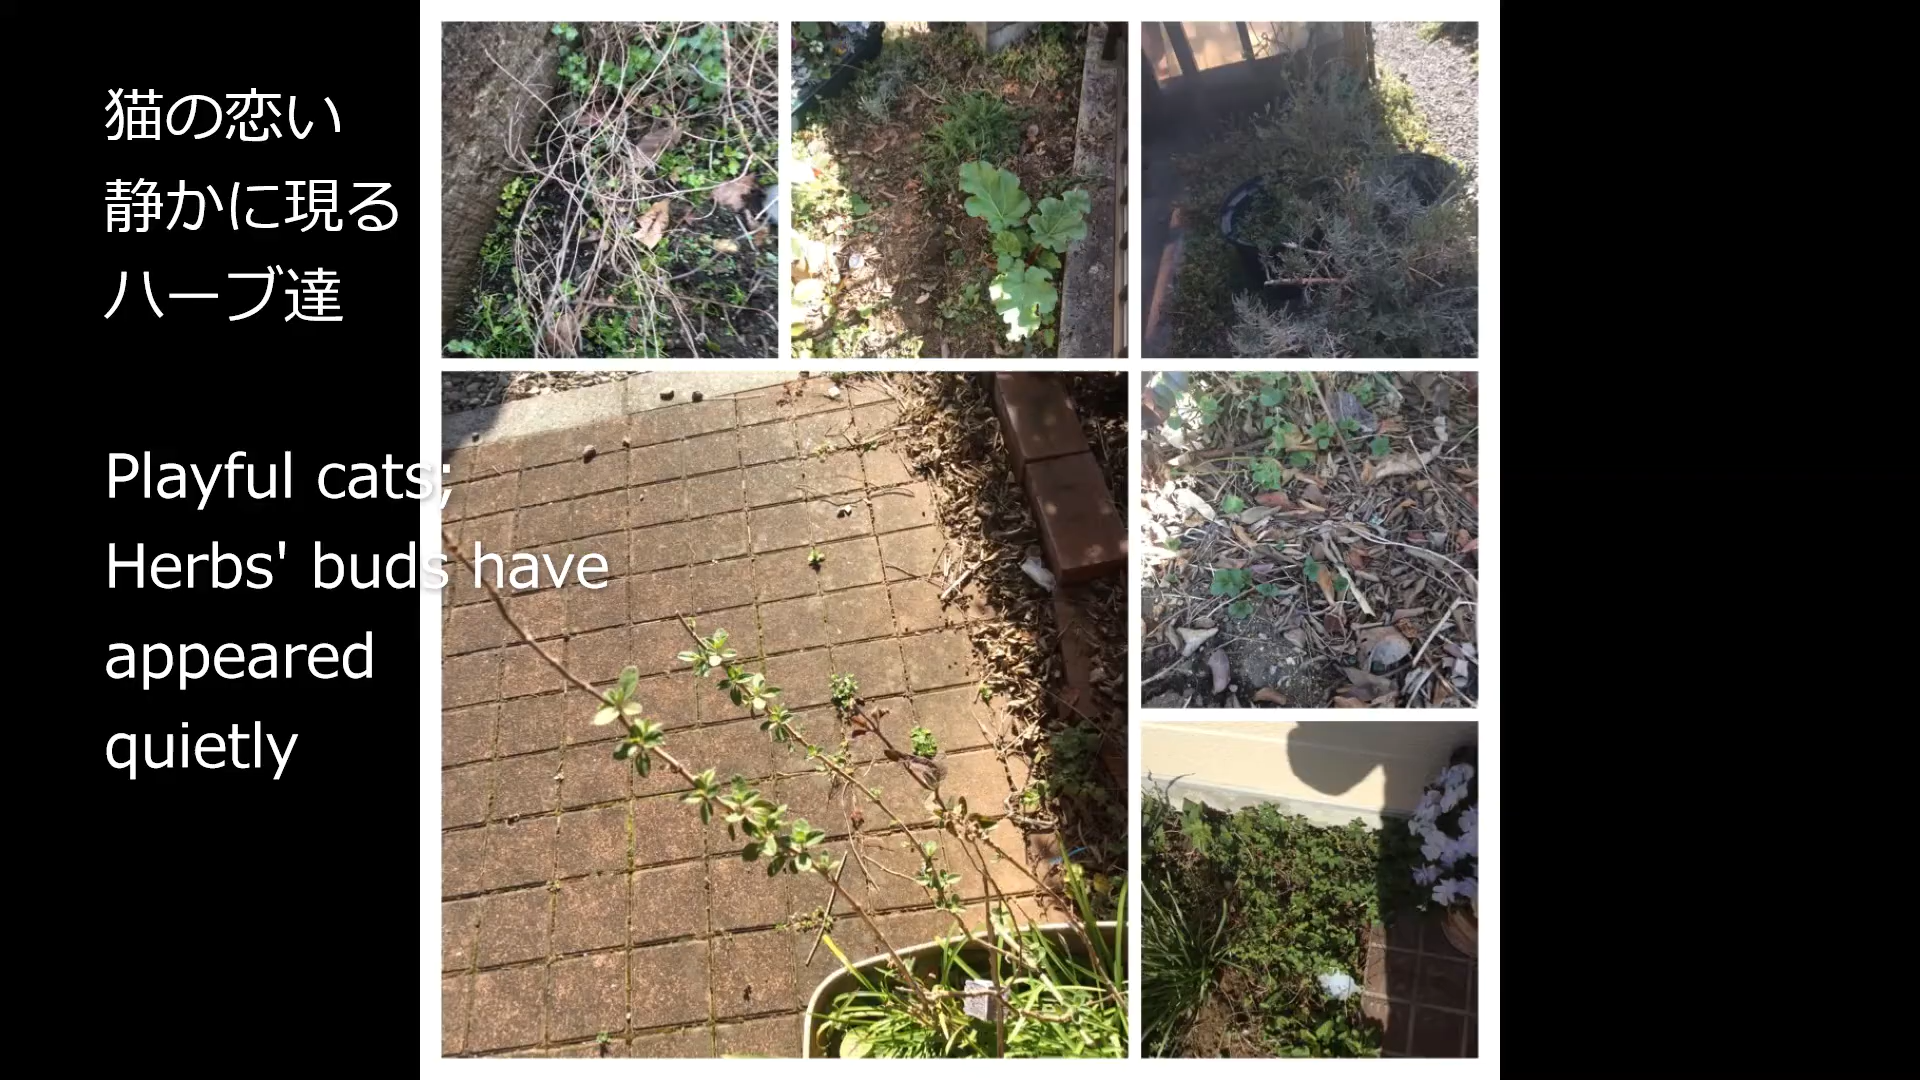 猫の恋い
静かに現る
ハーブ達
Playful cats;
Herbs' buds have
appeared
quietly